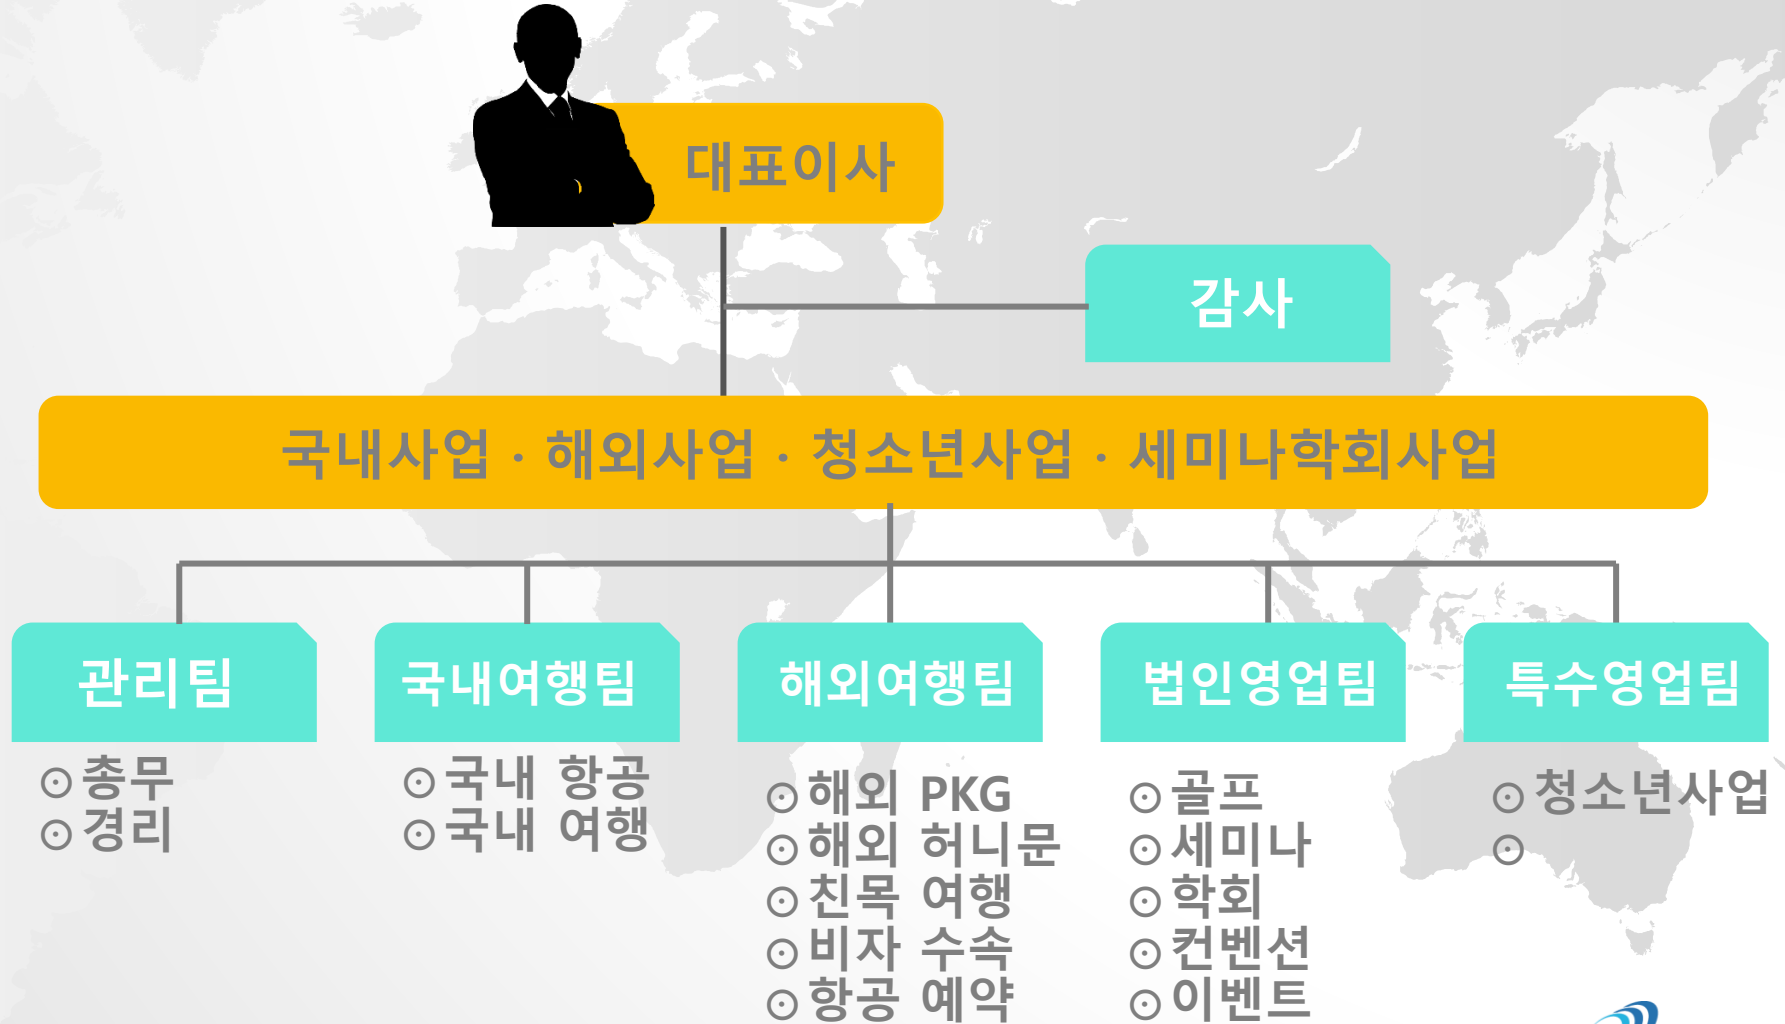 대표이사
감사
국내사업 · 해외사업 · 청소년사업 · 세미나학회사업
관리팀
⊙총무
⊙경리
국내여행팀
⊙국내 항공
⊙국내 여행
해외여행팀
⊙해외 PKG
⊙해외 허니문
⊙친목 여행
⊙비자 수속
⊙항공 예약
법인영업팀
⊙골프
⊙세미나
⊙학회
⊙컨벤션
⊙이벤트
특수영업팀
⊙청소년사업
⊙